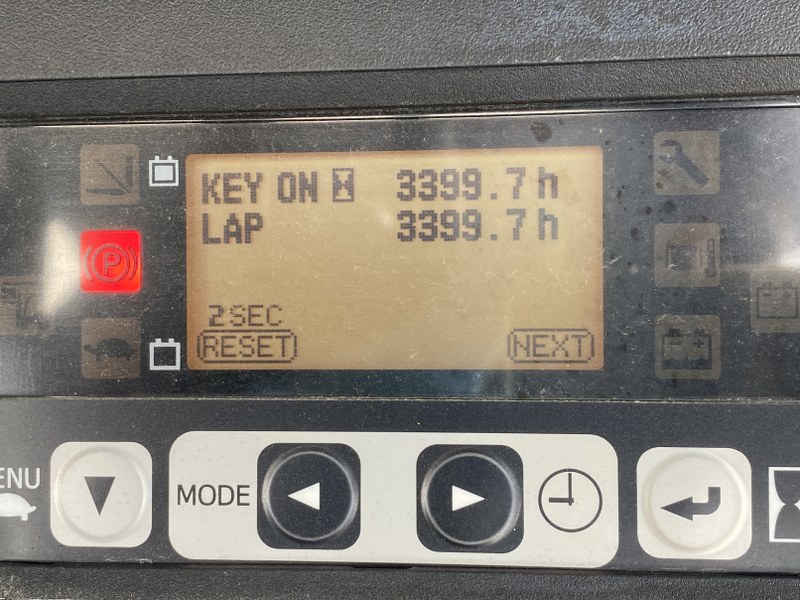 KEY ON 3399.7h
LAP 3399.7h
P
2SEC
RESET NEXT
ENU
MODE